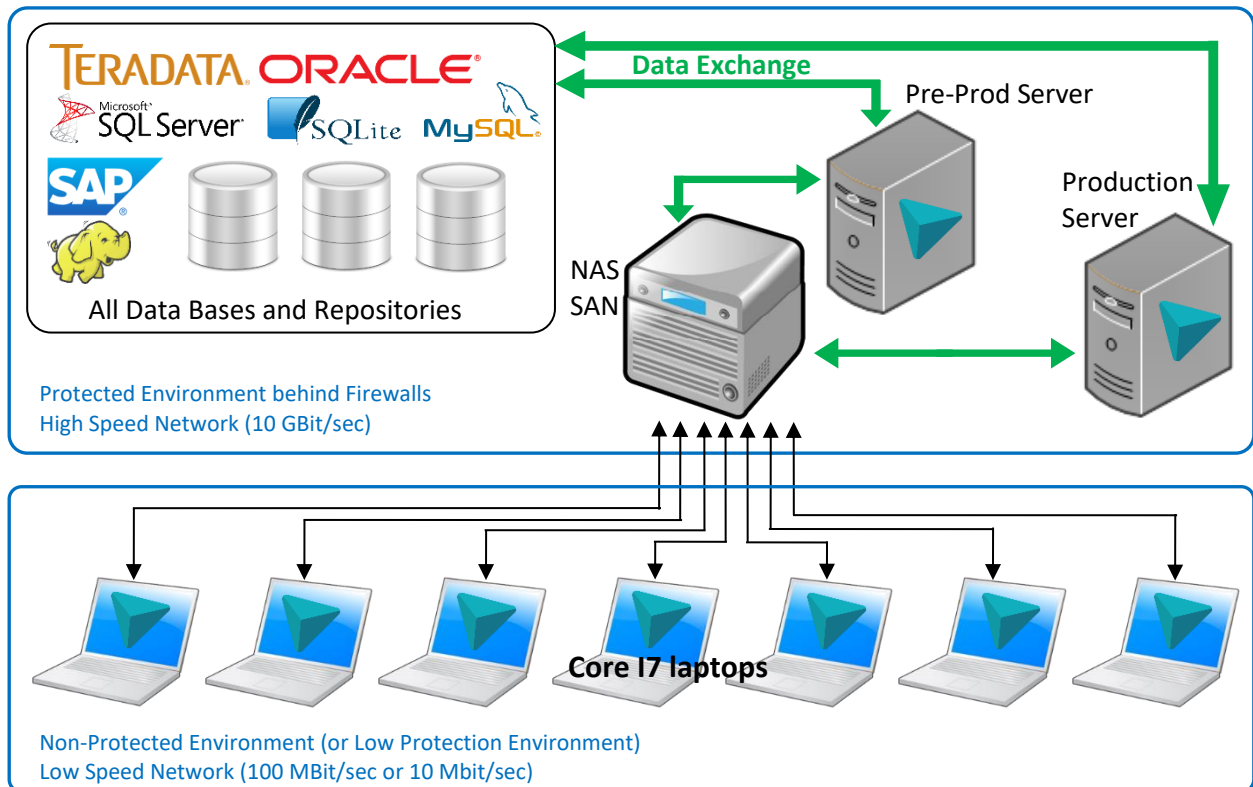 TERADATA®
ORACLE®
Data Exchange
Microsoft®
SQL Server®
SQLite
MySQL®
Pre-Prod Server
SAP®
Production
Server
NAS
SAN
All Data Bases and Repositories
Protected Environment behind Firewalls
High Speed Network (10 GBit/sec)
Core I7 laptops
Non-Protected Environment (or Low Protection Environment)
Low Speed Network (100 MBit/sec or 10 Mbit/sec)